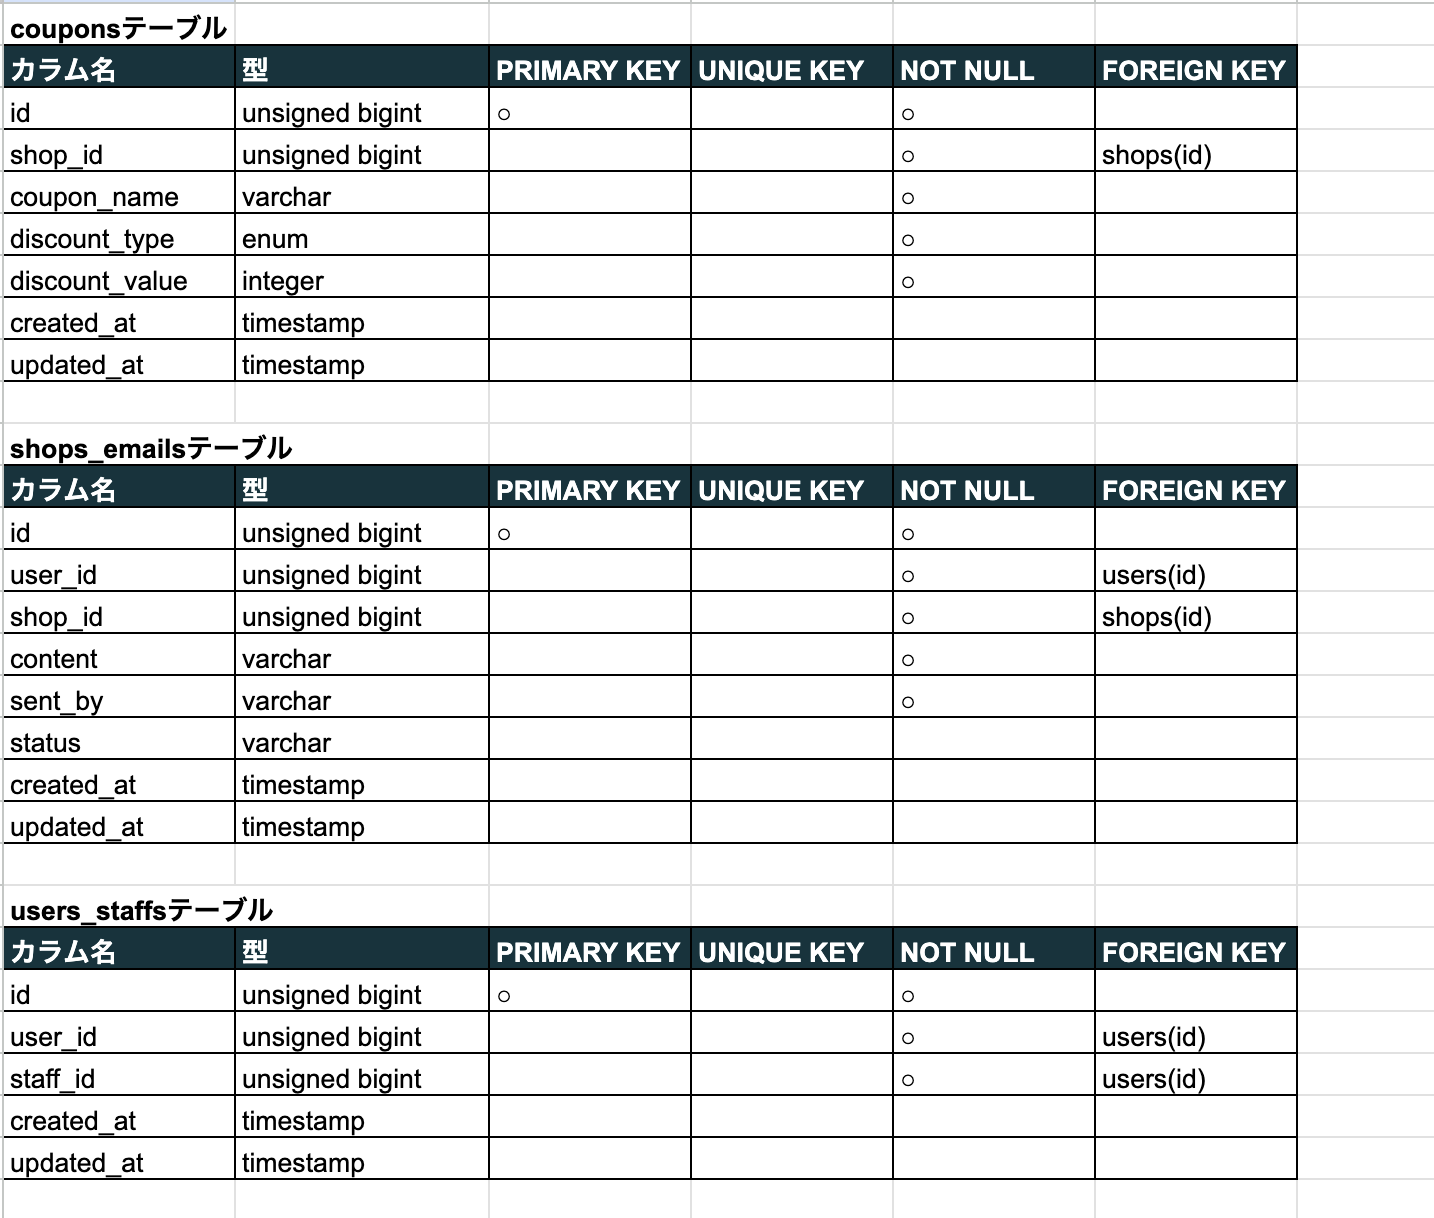 couponsテーブル
カラム名 型 PRIMARY KEY UNIQUE KEY NOT NULL FOREIGN KEY
id unsigned bigint ○ ○
shop_id unsigned bigint ○ shops(id)
coupon_name varchar ○
discount_type enum ○
discount_value integer ○
created_at timestamp
updated_at timestamp
shops_emailsテーブル
カラム名 型 PRIMARY KEY UNIQUE KEY NOT NULL FOREIGN KEY
id unsigned bigint ○ ○
user_id unsigned bigint ○ users(id)
shop_id unsigned bigint ○ shops(id)
content varchar ○
sent_by varchar ○
status varchar
created_at timestamp
updated_at timestamp
users_staffsテーブル
カラム名 型 PRIMARY KEY UNIQUE KEY NOT NULL FOREIGN KEY
id unsigned bigint ○ ○
user_id unsigned bigint ○ users(id)
staff_id unsigned bigint ○ users(id)
created_at timestamp
updated_at timestamp